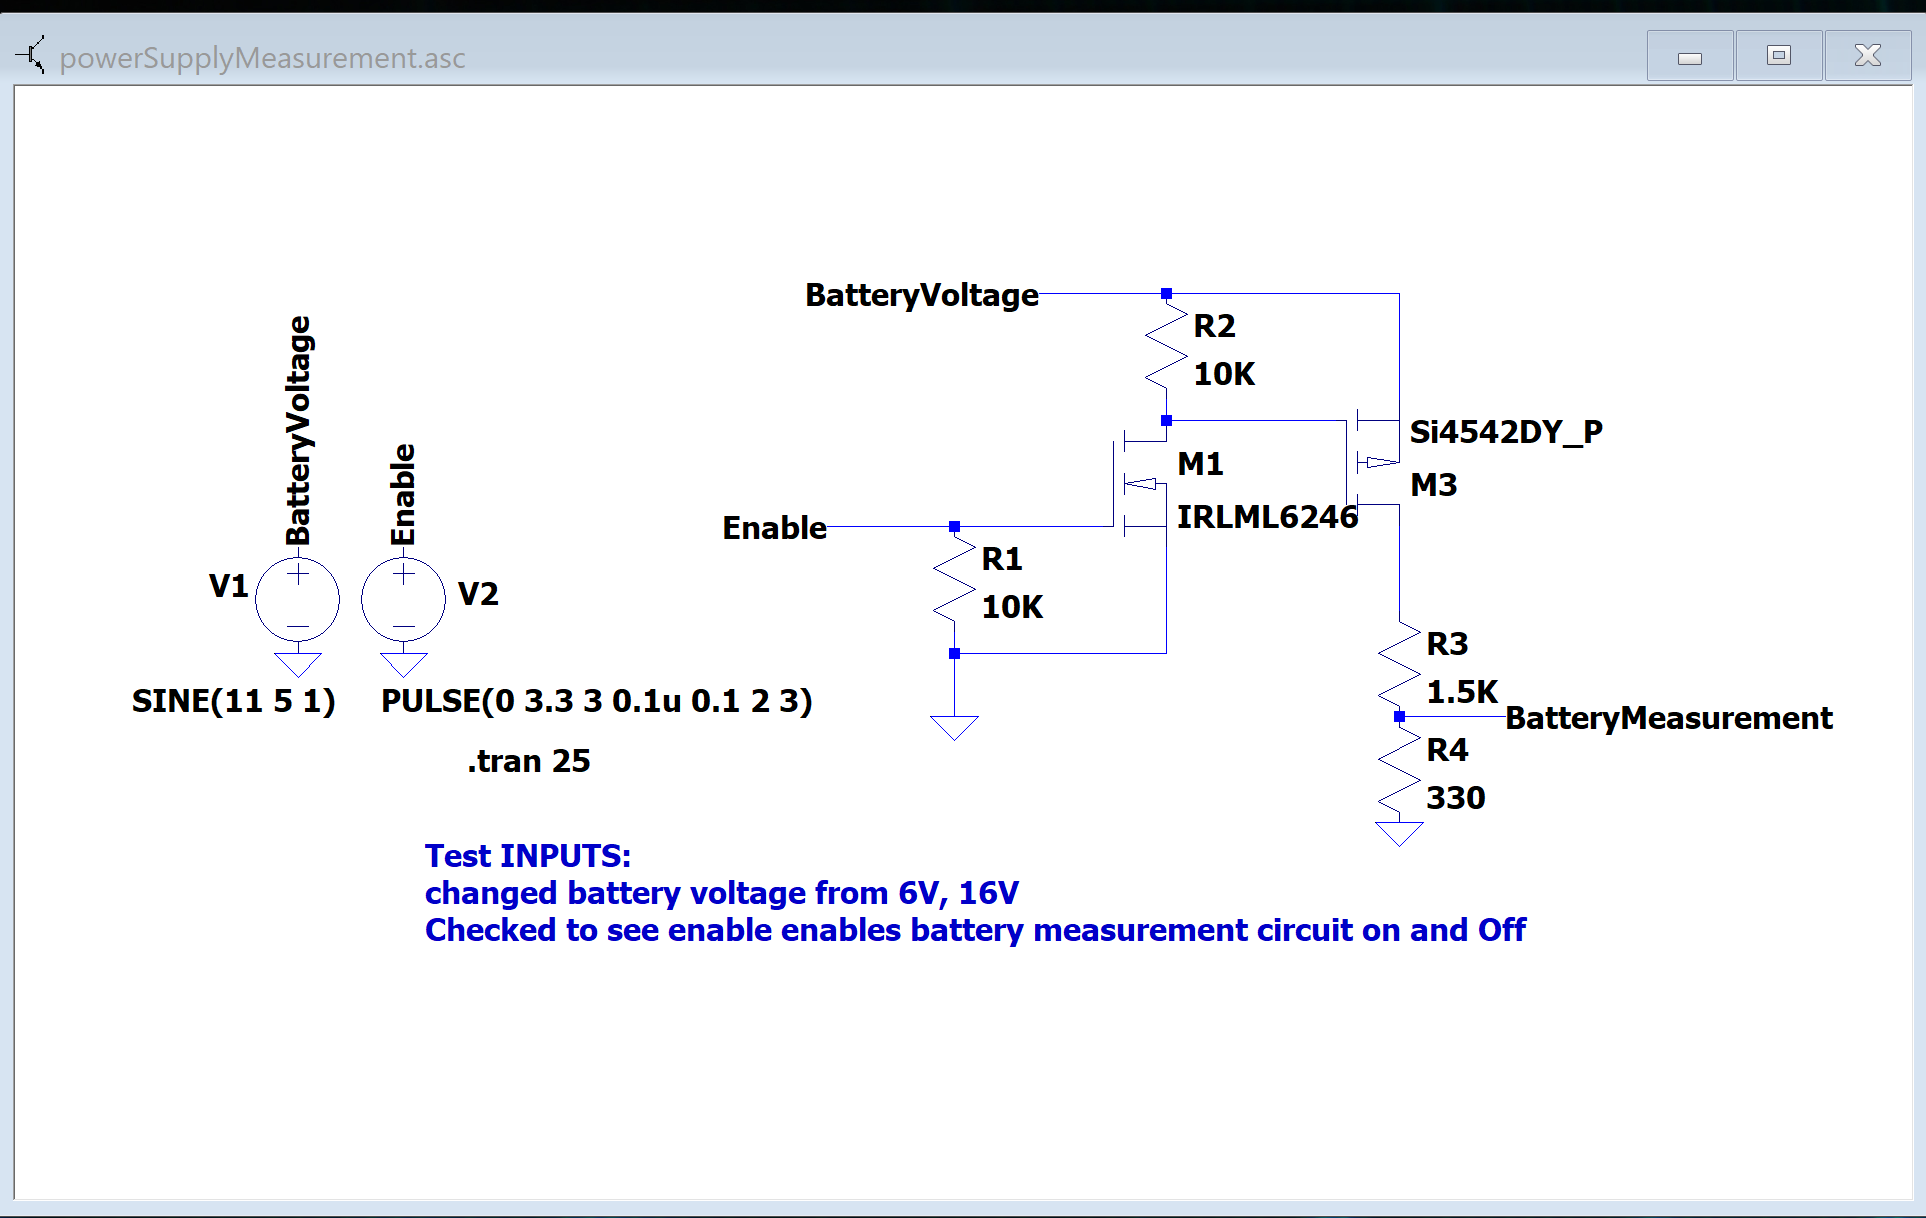 powerSupplyMeasurement.asc
BatteryVoltage
R2
10K
BatteryVoltage
Enable
Si4542DY_P
M1
M3
IRLML6246
Enable
R1
10K
V1
V2
R3
1.5K
SINE(11 5 1)
PULSE(0 3.3 3 0.1u 0.1 2 3)
BatteryMeasurement
R4
.tran 25
330
Test INPUTS:
changed battery voltage from 6V, 16V
Checked to see enable enables battery measurement circuit on and Off